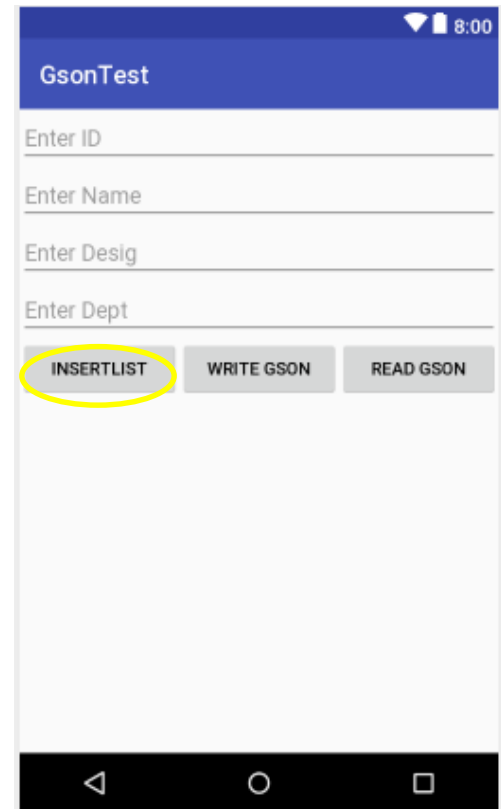 8:00
GsonTest
Enter ID
Enter Name
Enter Desig
Enter Dept
INSERTLIST WRITE GSON READ GSON